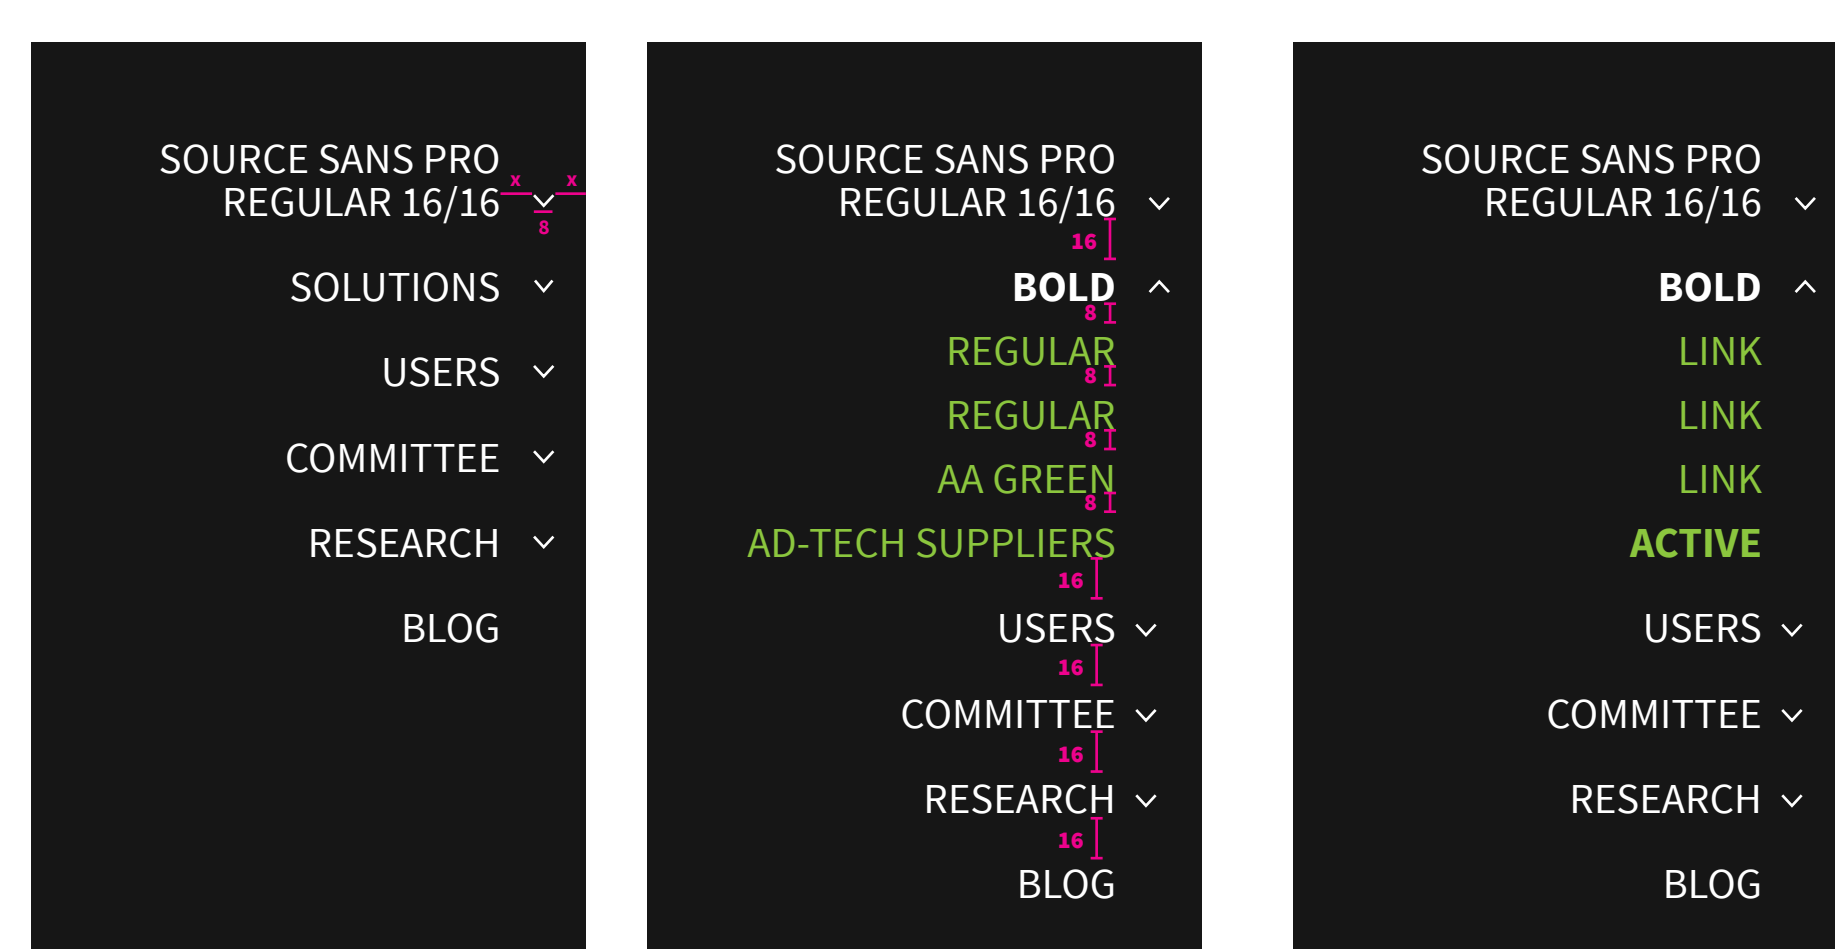 SOURCE SANS PRO
REGULAR 16/16
x
x
8
SOLUTIONS
USERS
COMMITTEE
RESEARCH
BLOG
SOURCE SANS PRO
REGULAR 16/16
16
BOLD
8
REGULAR
8
REGULAR
8
AA GREEN
8
AD-TECH SUPPLIERS
16
USERS
16
COMMITTEE
16
RESEARCH
16
BLOG
SOURCE SANS PRO
REGULAR 16/16
BOLD
LINK
LINK
LINK
ACTIVE
USERS
COMMITTEE
RESEARCH
BLOG